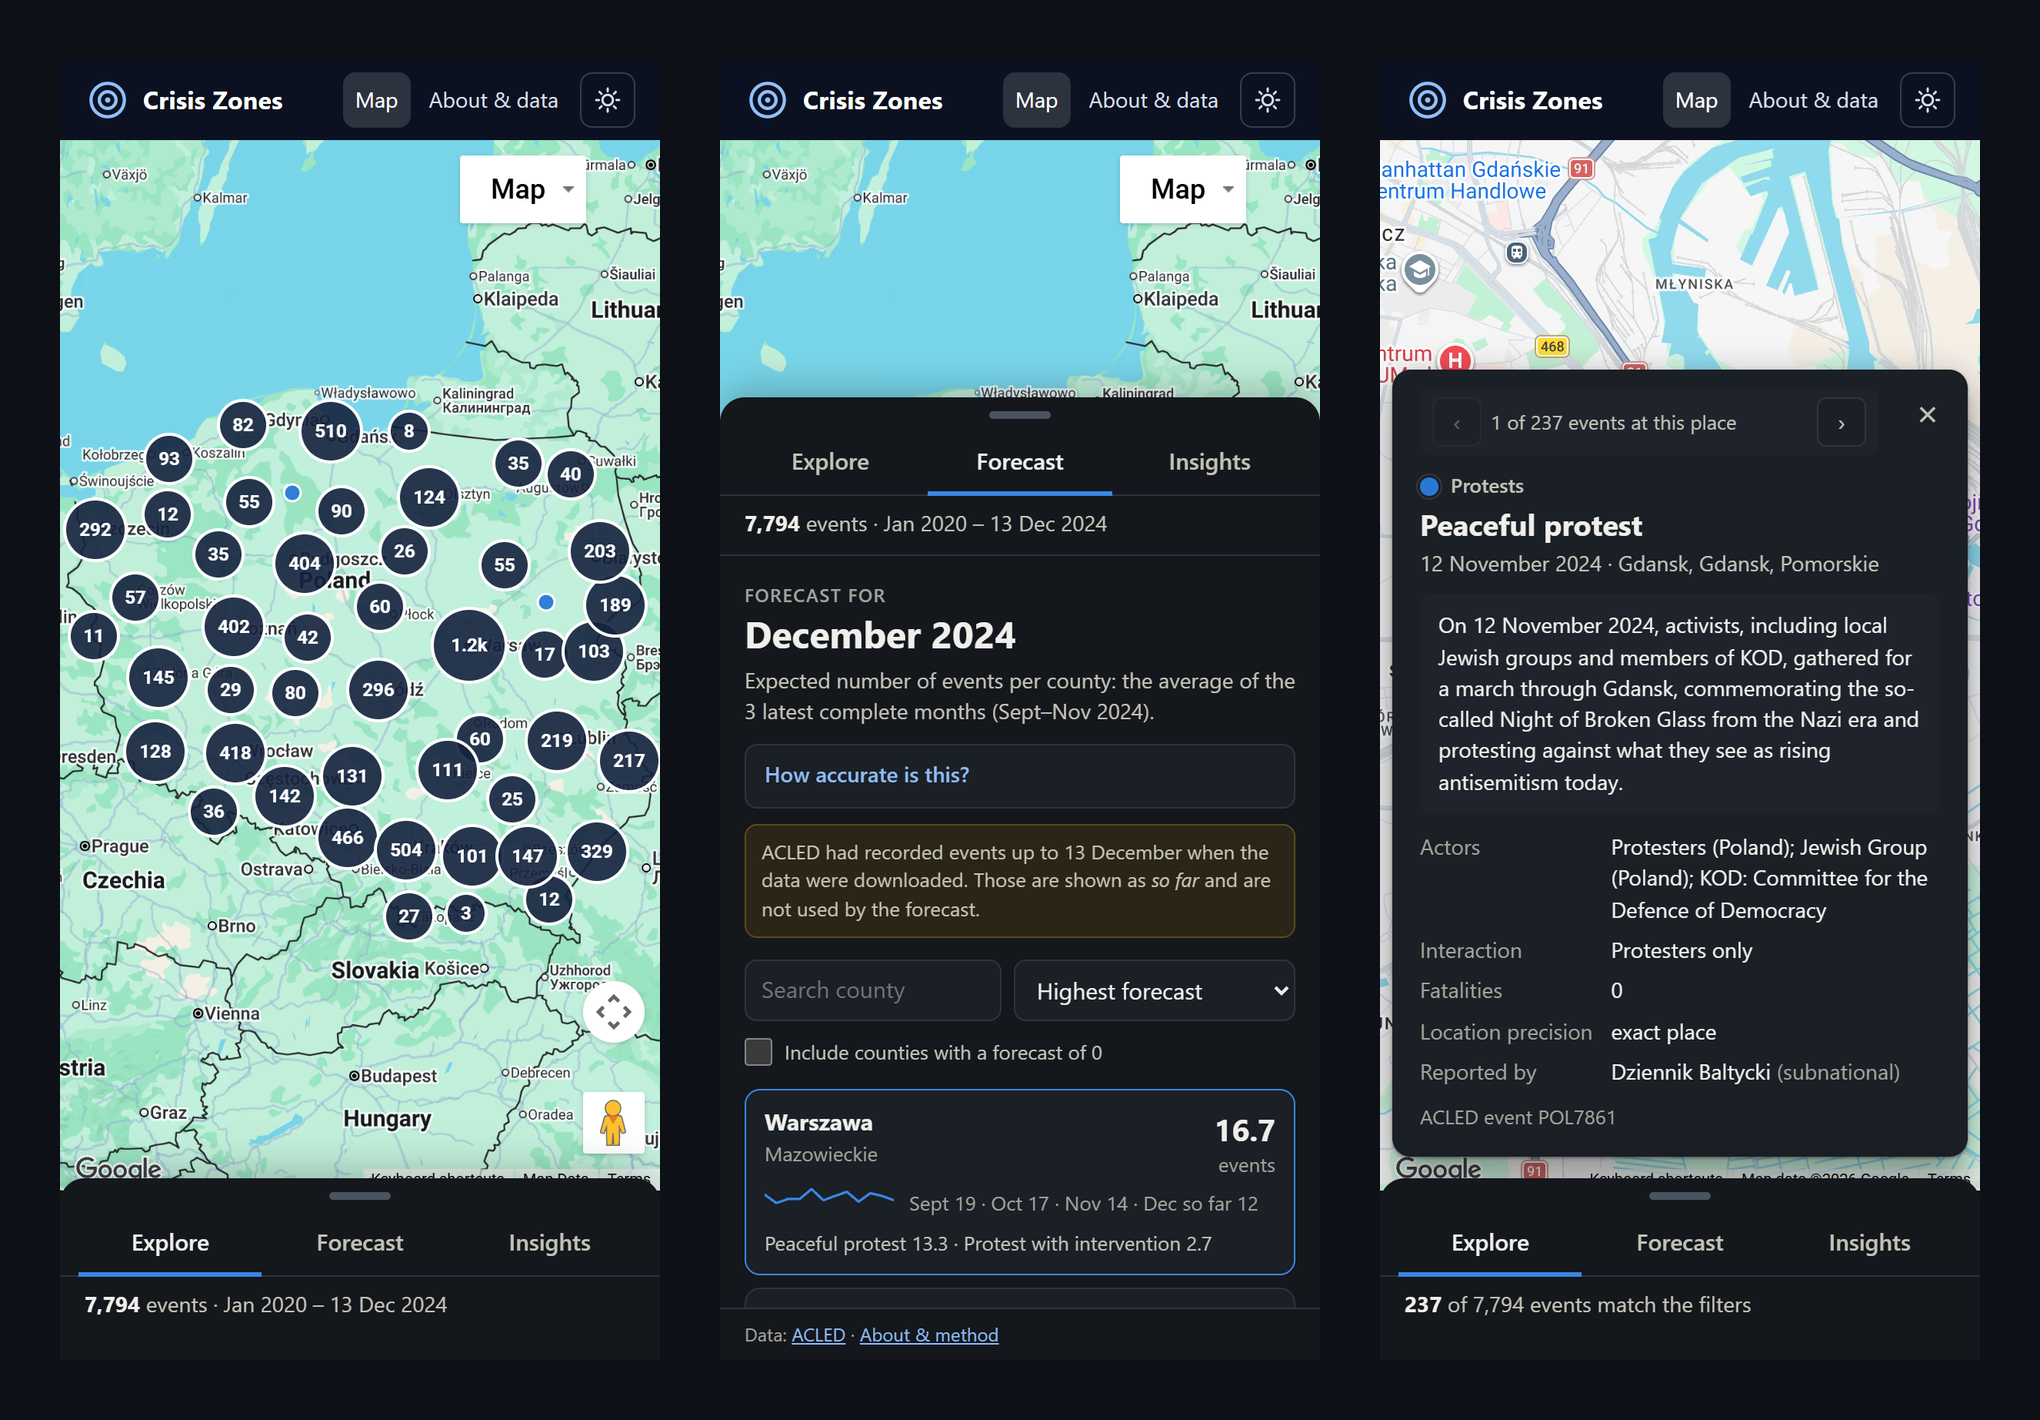 Crisis Zones
Map
About & data
Map
Växjö
Kalmar
Palanga
Šiauliai
Klaipeda
Władysławowo
Kaliningrad
Калининград
82
510
8
93
Koszalin
35
40
Suwałki
Świnoujście
55
124
90
12
292
35
404
26
55
203
Poland
57
60
Płock
189
11
402
42
1.2k
17
103
145
29
80
296
128
418
60
219
217
131
111
142
25
36
466
504
101
147
329
12
27
3
Prague
Czechia
Ostrava
Brno
Slovakia
Košice
Uzhhorod
Linz
Vienna
Budapest
Debrecen
Graz
Hungary
Oradea
Google
Explore
Forecast
Insights
7,794 events · Jan 2020 – 13 Dec 2024
Crisis Zones
Map
About & data
Map
Växjö
Kalmar
Palanga
Šiauliai
Klaipeda
Explore
Forecast
Insights
7,794 events · Jan 2020 – 13 Dec 2024
FORECAST FOR
December 2024
Expected number of events per county: the average of the
3 latest complete months (Sept–Nov 2024).
How accurate is this?
ACLED had recorded events up to 13 December when the
data were downloaded. Those are shown as so far and are
not used by the forecast.
Search county
Highest forecast
Include counties with a forecast of 0
Warszawa
16.7
Mazowieckie
events
Sept 19 · Oct 17 · Nov 14 · Dec so far 12
Peaceful protest 13.3 · Protest with intervention 2.7
Data: ACLED · About & method
Crisis Zones
Map
About & data
Gdańskie
91
Handlowe
MŁYNISKA
468
H
1 of 237 events at this place
Protests
Peaceful protest
12 November 2024 · Gdansk, Gdansk, Pomorskie
On 12 November 2024, activists, including local
Jewish groups and members of KOD, gathered for
a march through Gdansk, commemorating the so-
called Night of Broken Glass from the Nazi era and
protesting against what they see as rising
antisemitism today.
Actors
Protesters (Poland); Jewish Group
(Poland); KOD: Committee for the
Defence of Democracy
Interaction
Protesters only
Fatalities
0
Location precision
exact place
Reported by
Dziennik Baltycki (subnational)
ACLED event POL7861
Google
91
Explore
Forecast
Insights
237 of 7,794 events match the filters